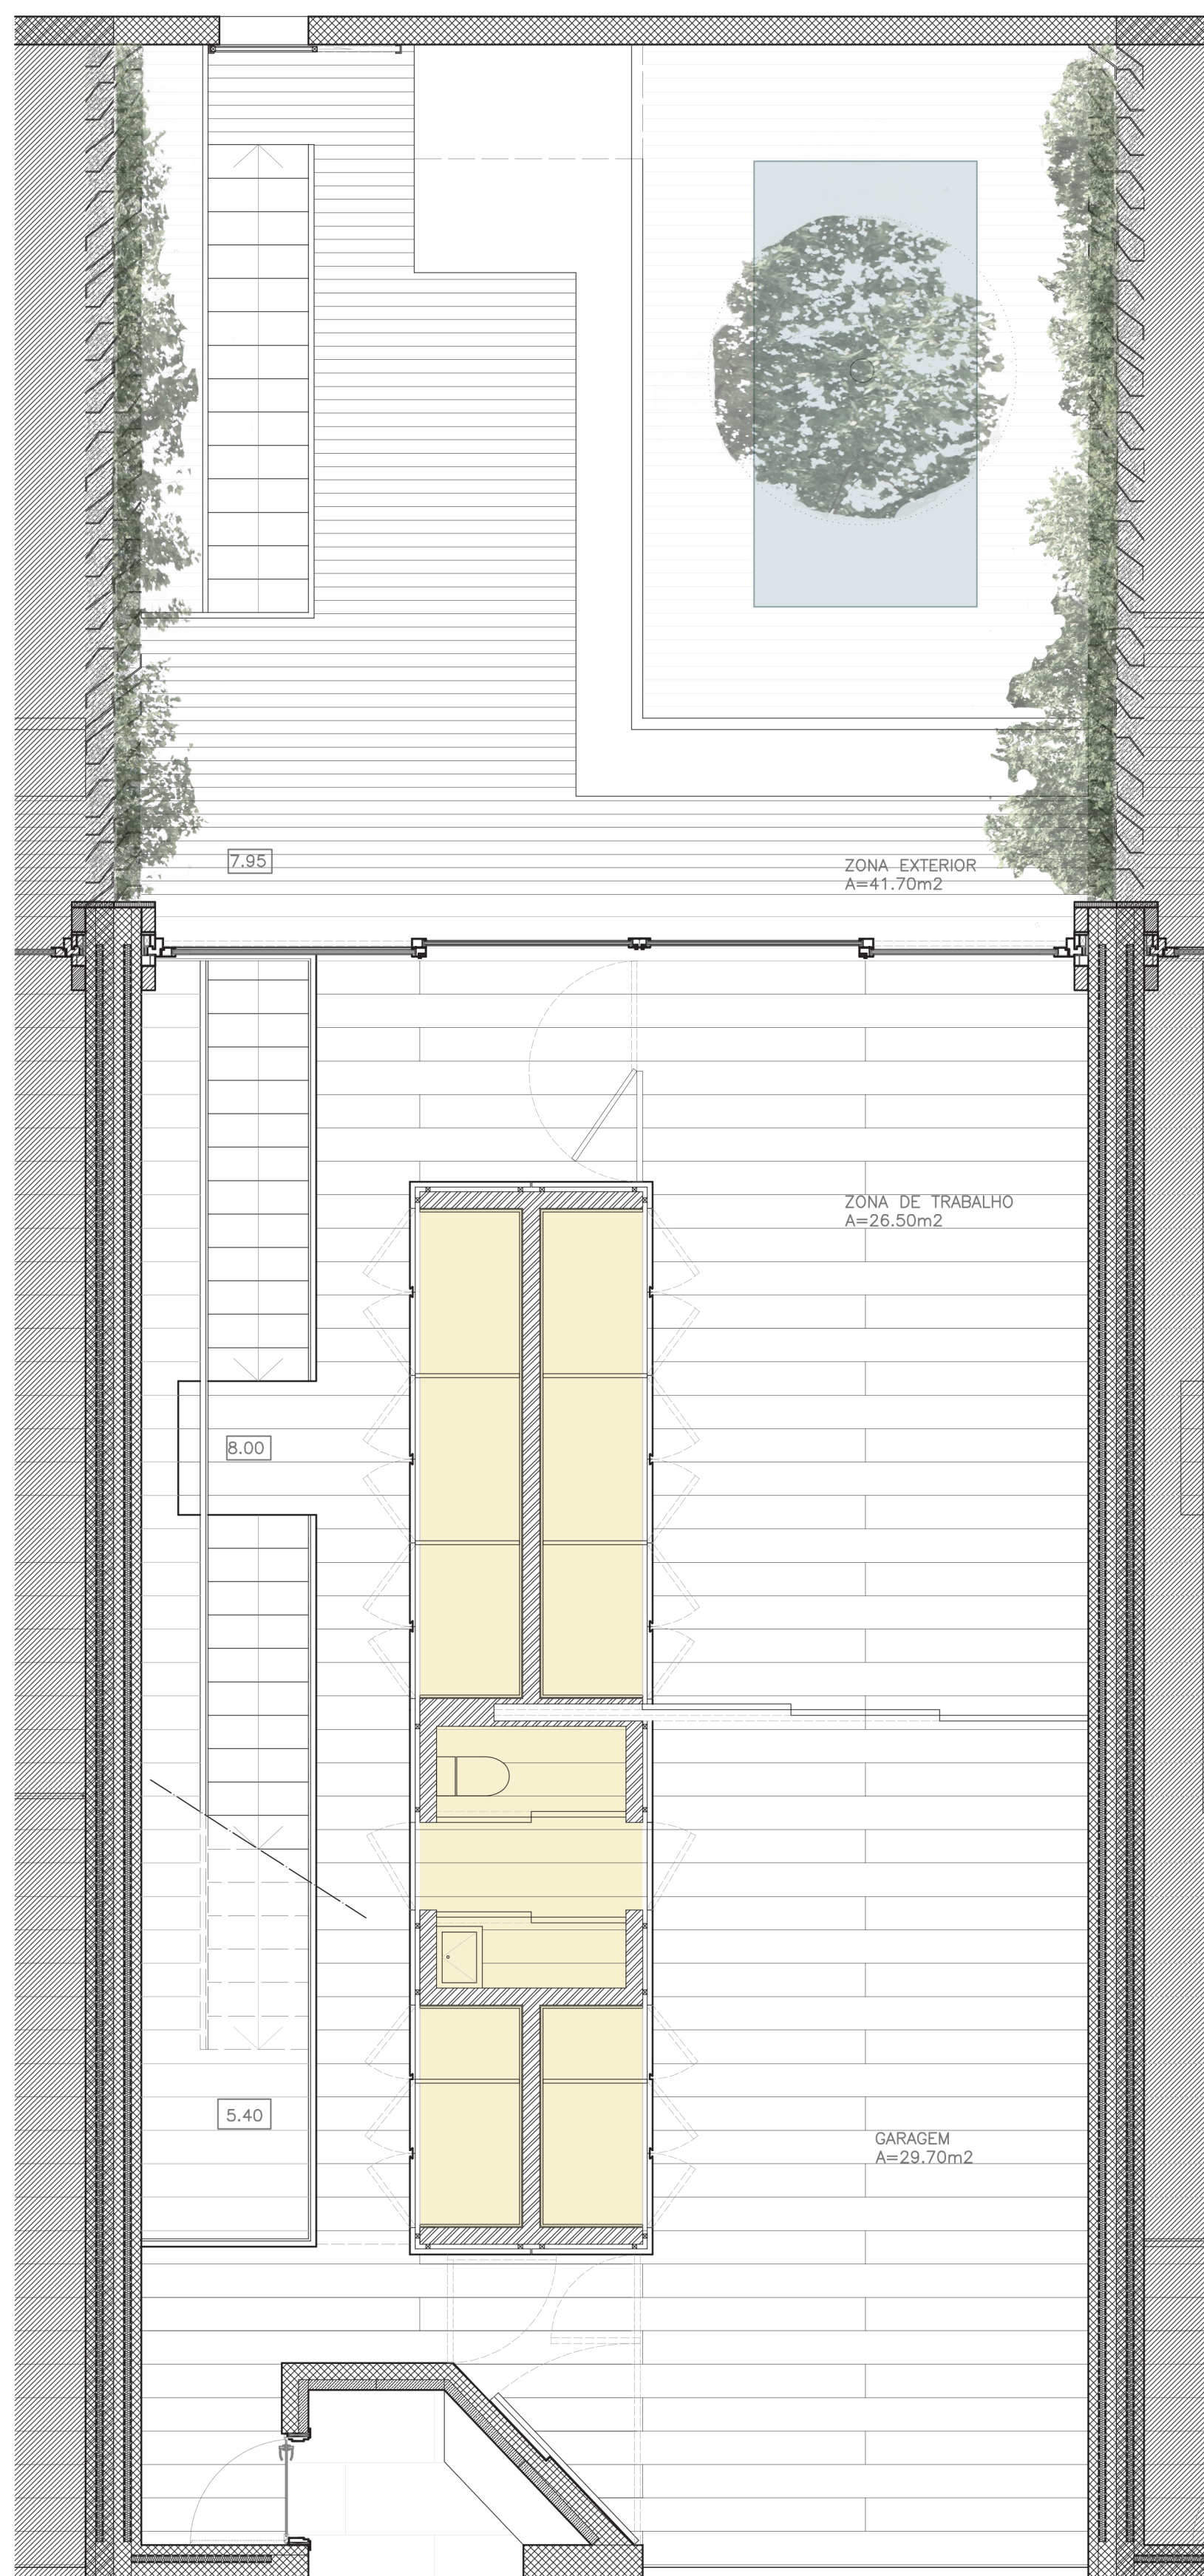 7.95
ZONA EXTERIOR
A=41.70m2
ZONA DE TRABALHO
A=26.50m2
8.00
5.40
GARAGEM
A=29.70m2